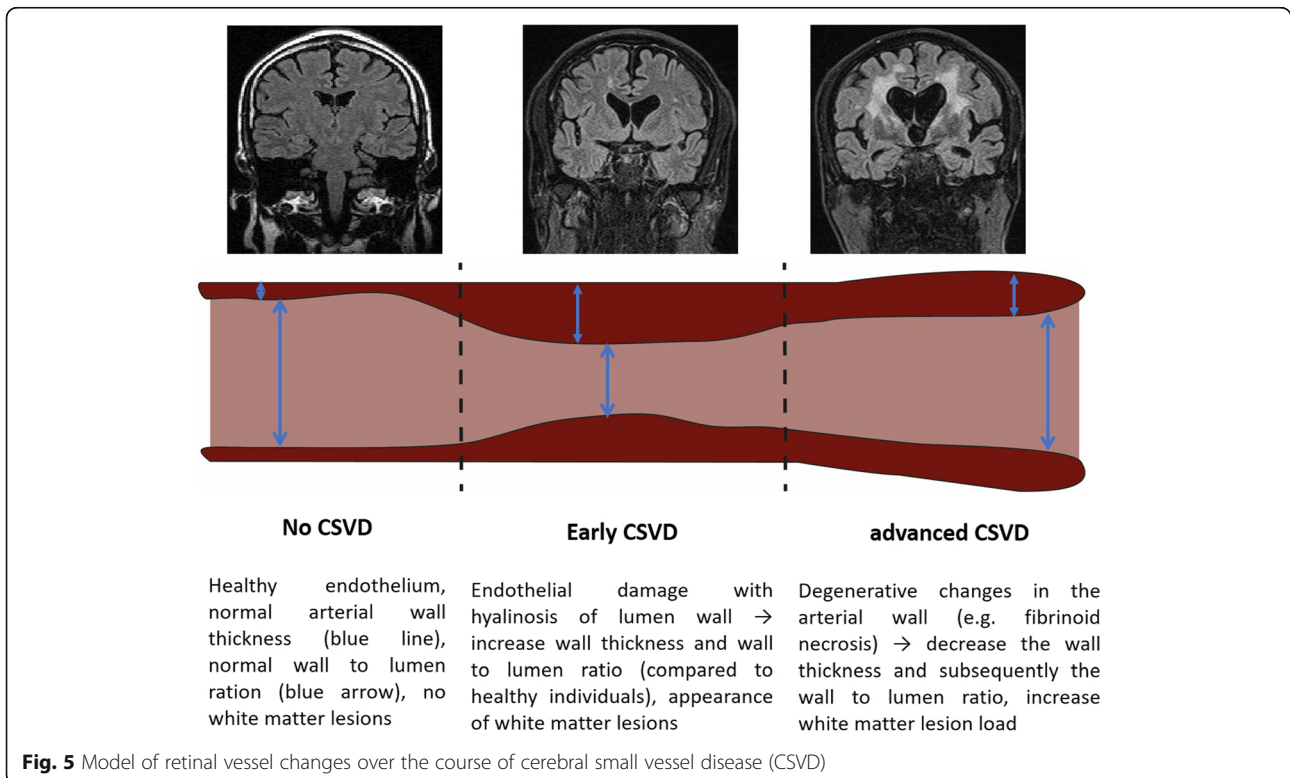 No CSVD
Early CSVD
advanced CSVD
Healthy endothelium,
normal arterial wall
thickness (blue line),
normal wall to lumen
ration (blue arrow), no
white matter lesions
Endothelial damage with
hyalinosis of lumen wall →
increase wall thickness and wall
to lumen ratio (compared to
healthy individuals), appearance
of white matter lesions
Degenerative changes in the
arterial wall (e.g. fibrinoid
necrosis) → decrease the wall
thickness and subsequently the
wall to lumen ratio, increase
white matter lesion load
Fig. 5 Model of retinal vessel changes over the course of cerebral small vessel disease (CSVD)